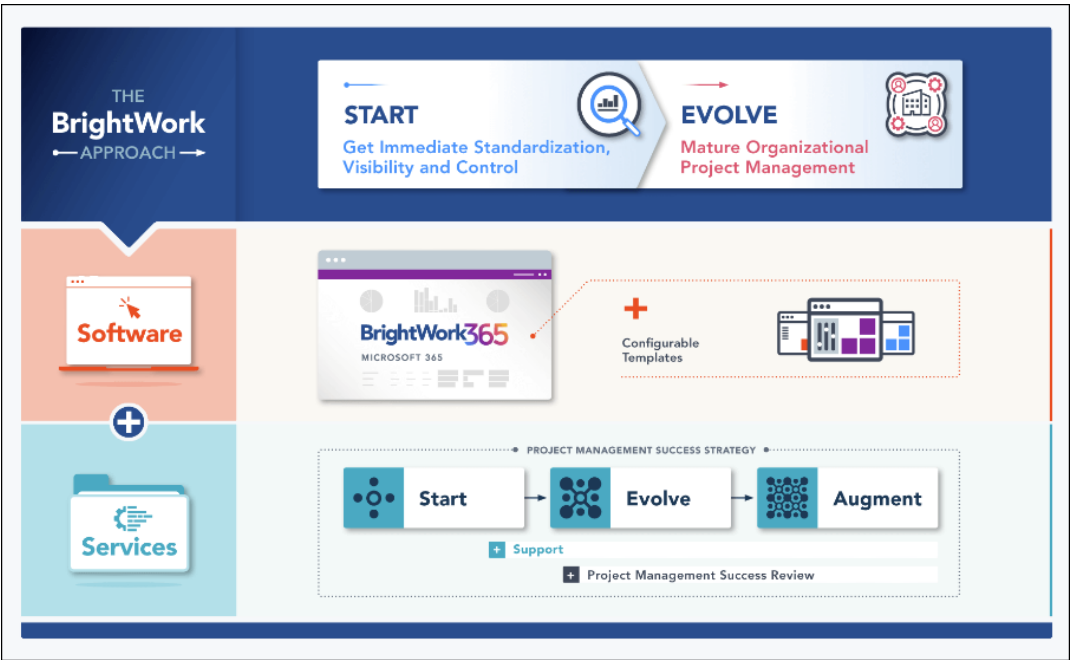 THE
BrightWork
APPROACH
START
Get Immediate Standardization,
Visibility and Control
EVOLVE
Mature Organizational
Project Management
Software
BrightWork365
MICROSOFT 365
+
Configurable
Templates
+
Services
PROJECT MANAGEMENT SUCCESS STRATEGY
Start
Evolve
Augment
+ Support
+ Project Management Success Review